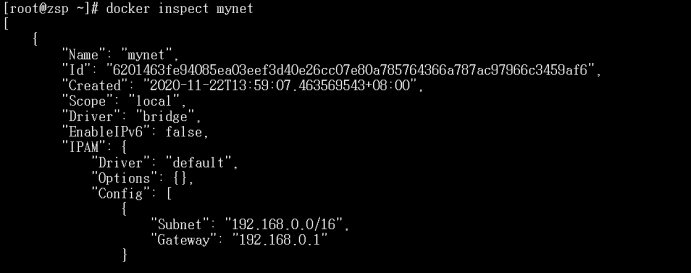 [root@zsp ~]# docker inspect mynet
[
    {
        "Name": "mynet",
        "Id": "6201463fe94085ea03eef3d40e26cc07e80a785764366a787ac97966c3459af6",
        "Created": "2020-11-22T13:59:07.463569543+08:00",
        "Scope": "local",
        "Driver": "bridge",
        "EnableIPv6": false,
        "IPAM": {
            "Driver": "default",
            "Options": {},
            "Config": [
                {
                    "Subnet": "192.168.0.0/16",
                    "Gateway": "192.168.0.1"
                }